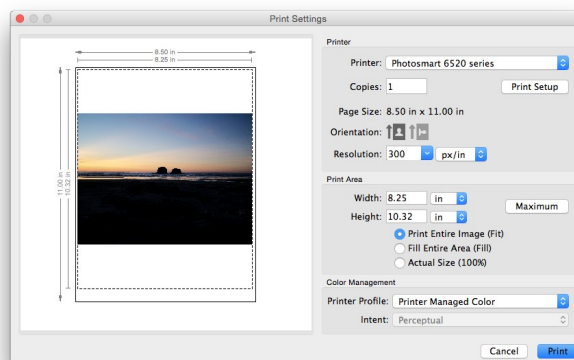 Print Settings
8.50 in
8.25 in
11.00 in
10.32 in
Printer
Printer: Photosmart 6520 series
Copies: 1 Print Setup
Page Size: 8.50 in x 11.00 in
Orientation:
Resolution: 300 px/in
Print Area
Width: 8.25 in
Maximum
Height: 10.32 in
Print Entire Image (Fit)
Fill Entire Area (Fill)
Actual Size (100%)
Color Management
Printer Profile: Printer Managed Color
Intent: Perceptual
Cancel Print